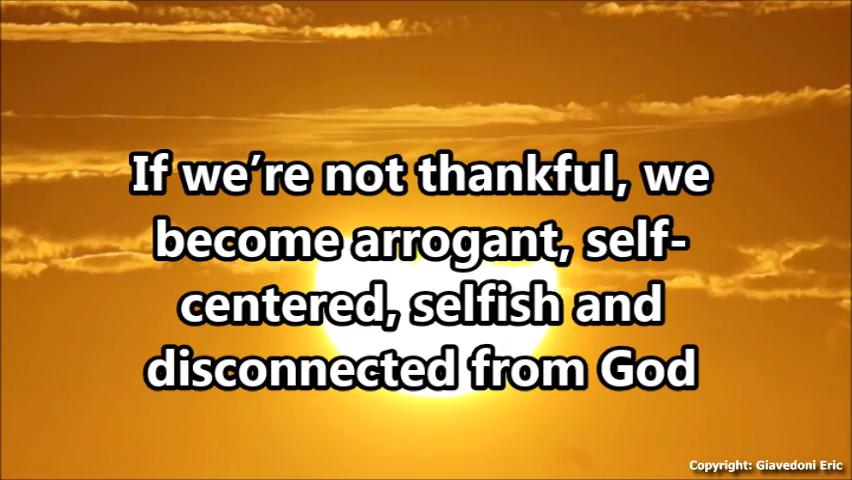 If we’re not thankful, we
become arrogant, self-
centered, selfish and
disconnected from God
Copyright: Giavedoni Eric